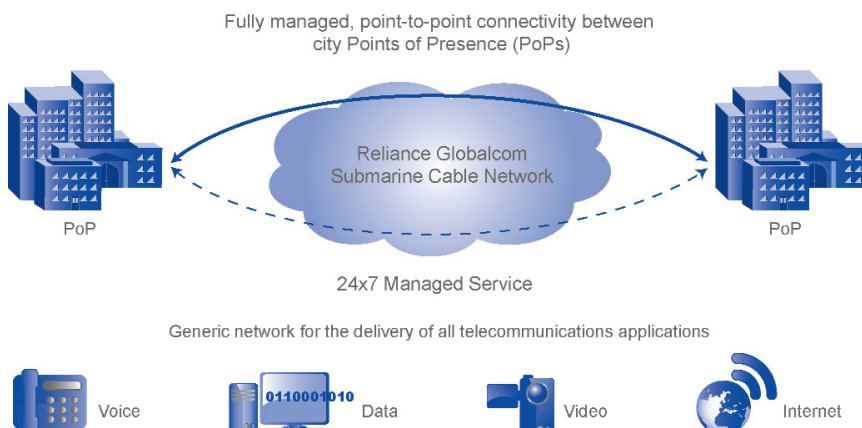 Fully managed, point-to-point connectivity between
city Points of Presence (PoPs)
Reliance Globalcom
Submarine Cable Network
PoP
PoP
24x7 Managed Service
Generic network for the delivery of all telecommunications applications
0110001010
Voice
Data
Video
Internet